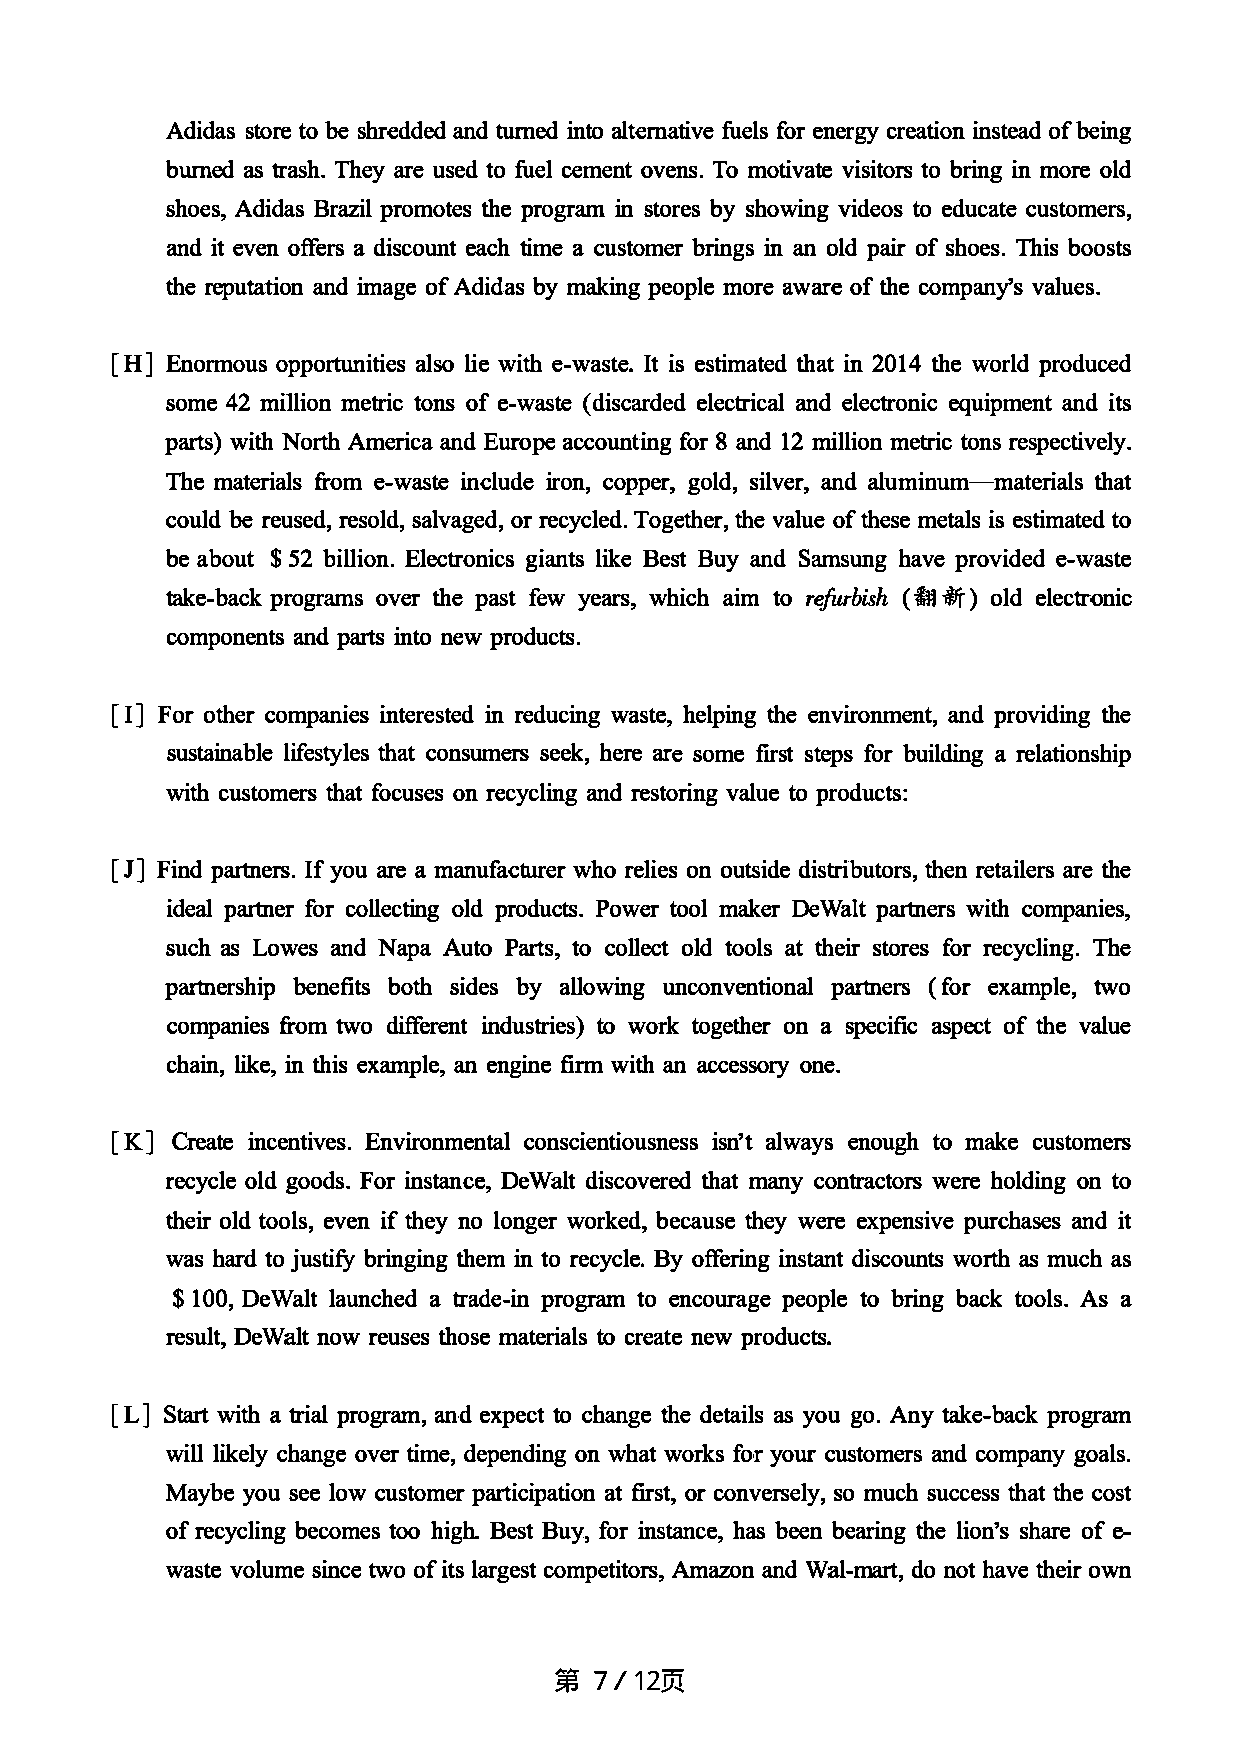 Adidas store to be shredded and turned into alternative fuels for energy creation instead of being
burned as trash. They are used to fuel cement ovens. To motivate visitors to bring in more old
shoes, Adidas Brazil promotes the program in stores by showing videos to educate customers,
and it even offers a discount each time a customer brings in an old pair of shoes. This boosts
the reputation and image of Adidas by making people more aware of the company's values.
[H] Enormous opportunities also lie with e-waste. It is estimated that in 2014 the world produced
some 42 million metric tons of e-waste (discarded electrical and electronic equipment and its
parts) with North America and Europe accounting for 8 and 12 million metric tons respectively.
The materials from e-waste include iron, copper, gold, silver, and aluminum—materials that
could be reused, resold, salvaged, or recycled. Together, the value of these metals is estimated to
be about $52 billion. Electronics giants like Best Buy and Samsung have provided e-waste
take-back programs over the past few years, which aim to refurbish (翻新) old electronic
components and parts into new products.
[I] For other companies interested in reducing waste, helping the environment, and providing the
sustainable lifestyles that consumers seek, here are some first steps for building a relationship
with customers that focuses on recycling and restoring value to products:
[J] Find partners. If you are a manufacturer who relies on outside distributors, then retailers are the
ideal partner for collecting old products. Power tool maker DeWalt partners with companies,
such as Lowes and Napa Auto Parts, to collect old tools at their stores for recycling. The
partnership benefits both sides by allowing unconventional partners (for example, two
companies from two different industries) to work together on a specific aspect of the value
chain, like, in this example, an engine firm with an accessory one.
[K] Create incentives. Environmental conscientiousness isn't always enough to make customers
recycle old goods. For instance, DeWalt discovered that many contractors were holding on to
their old tools, even if they no longer worked, because they were expensive purchases and it
was hard to justify bringing them in to recycle. By offering instant discounts worth as much as
$100, DeWalt launched a trade-in program to encourage people to bring back tools. As a
result, DeWalt now reuses those materials to create new products.
[L] Start with a trial program, and expect to change the details as you go. Any take-back program
will likely change over time, depending on what works for your customers and company goals.
Maybe you see low customer participation at first, or conversely, so much success that the cost
of recycling becomes too high. Best Buy, for instance, has been bearing the lion's share of e-
waste volume since two of its largest competitors, Amazon and Wal-mart, do not have their own
第 7 / 12页